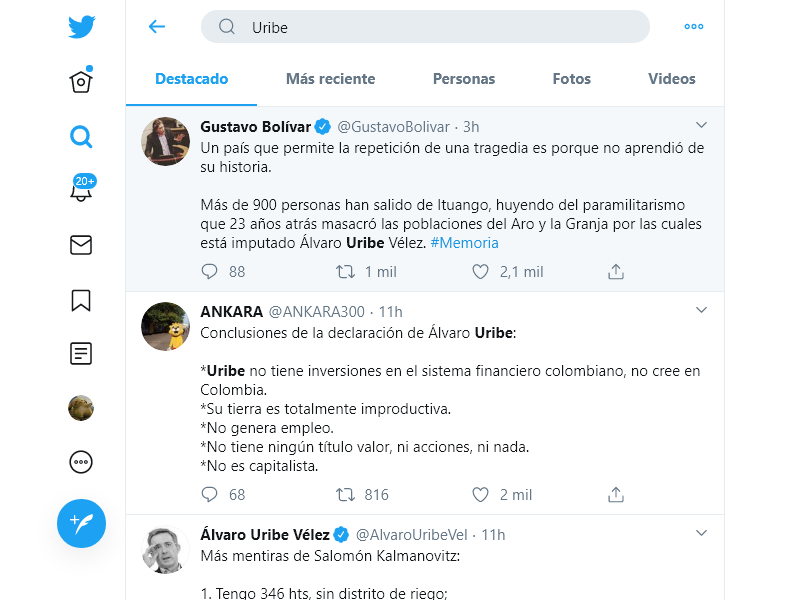 Uribe
Destacado Más reciente Personas Fotos Videos
Gustavo Bolívar @GustavoBolivar · 3h
Un país que permite la repetición de una tragedia es porque no aprendió de
su historia.
Más de 900 personas han salido de Ituango, huyendo del paramilitarismo
que 23 años atrás masacró las poblaciones del Aro y la Granja por las cuales
está imputado Álvaro Uribe Vélez. #Memoria
88 1 mil 2,1 mil
20+
ANKARA @ANKARA300 · 11h
Conclusiones de la declaración de Álvaro Uribe:
*Uribe no tiene inversiones en el sistema financiero colombiano, no cree en
Colombia.
*Su tierra es totalmente improductiva.
*No genera empleo.
*No tiene ningún título valor, ni acciones, ni nada.
*No es capitalista.
68 816 2 mil
Álvaro Uribe Vélez @AlvaroUribeVel · 11h
Más mentiras de Salomón Kalmanovitz:
1. Tengo 346 hts, sin distrito de riego;